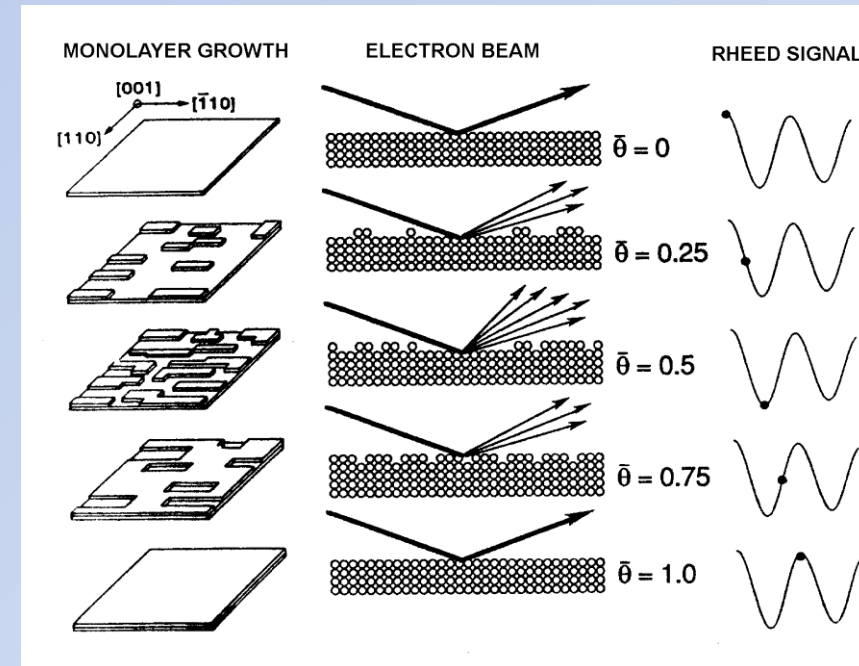 MONOLAYER GROWTH
ELECTRON BEAM
RHEED SIGNAL
[001]
[1̄10]
[110]
θ̄ = 0
θ̄ = 0.25
θ̄ = 0.5
θ̄ = 0.75
θ̄ = 1.0